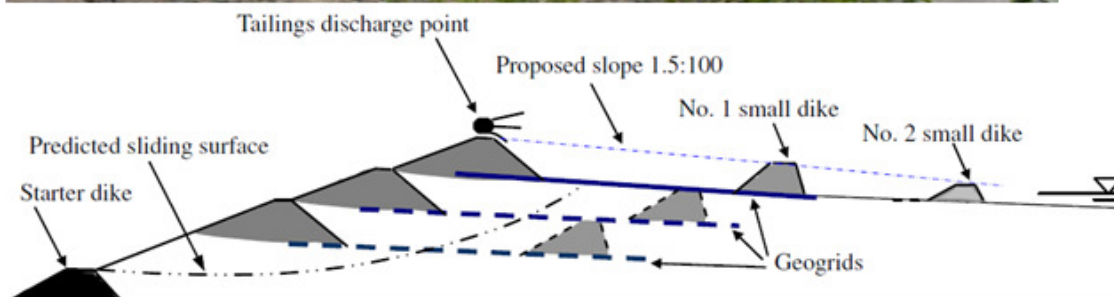 Tailings discharge point
Proposed slope 1.5:100
No. 1 small dike
No. 2 small dike
Predicted sliding surface
Starter dike
Geogrids